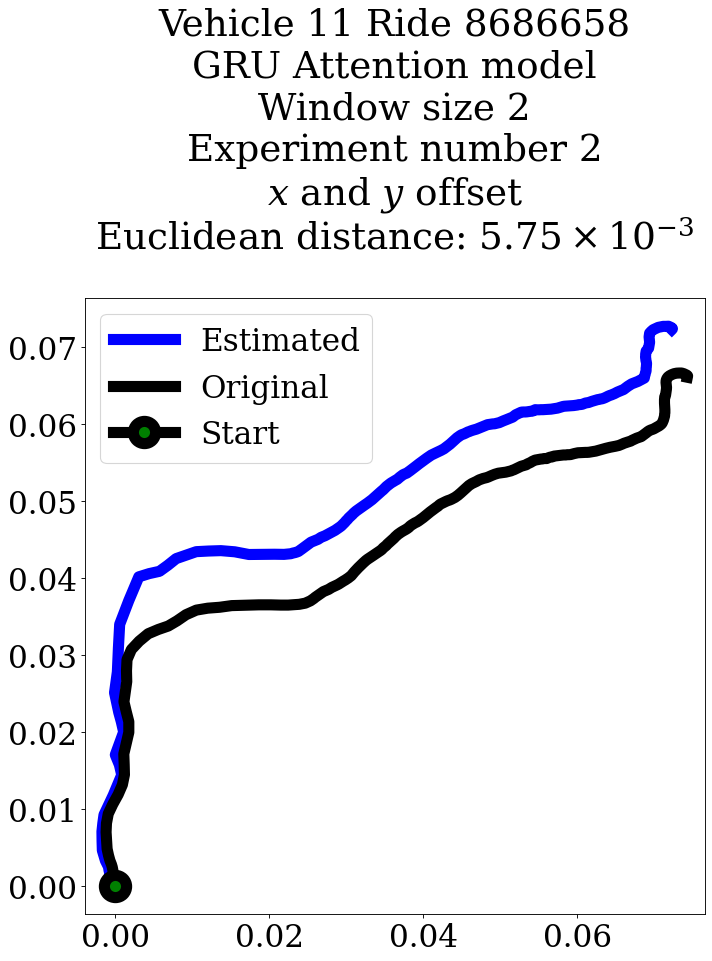 Vehicle 11 Ride 8686658
GRU Attention model
Window size 2
Experiment number 2
x and y offset
Euclidean distance: 5.75 × 10⁻³
Estimated
Original
Start
0.07
0.06
0.05
0.04
0.03
0.02
0.01
0.00
0.00 0.02 0.04 0.06